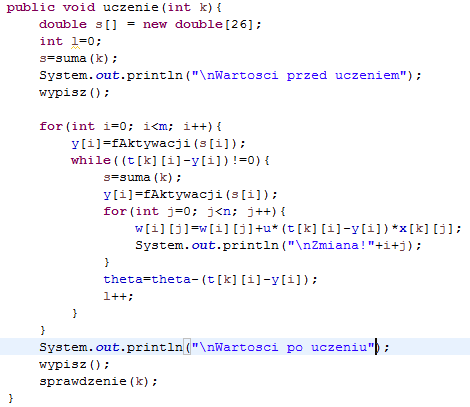 public void uczenie(int k){
    double s[] = new double[26];
    int l=0;
    s=suma(k);
    System.out.println("\nWartosci przed uczeniem");
    wypisz();

    for(int i=0; i<m; i++){
        y[i]=fAktywacji(s[i]);
        while((t[k][i]-y[i])!=0){
            s=suma(k);
            y[i]=fAktywacji(s[i]);
            for(int j=0; j<n; j++){
                w[i][j]=w[i][j]+u*(t[k][i]-y[i])*x[k][j];
                System.out.println("\nZmiana!"+i+j);
            }
            theta=theta-(t[k][i]-y[i]);
            l++;
        }
    }
    System.out.println("\nWartosci po uczeniu");
    wypisz();
    sprawdzenie(k);
}